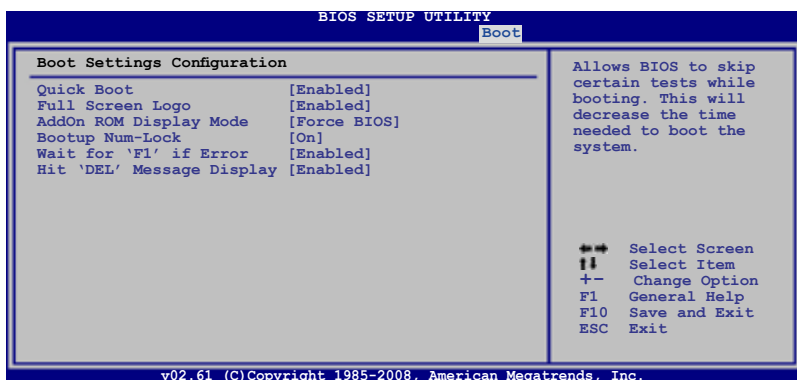 BIOS SETUP UTILITY
Boot
Boot Settings Configuration
Quick Boot [Enabled]
Full Screen Logo [Enabled]
AddOn ROM Display Mode [Force BIOS]
Bootup Num-Lock [On]
Wait for ‘F1’ if Error [Enabled]
Hit ‘DEL’ Message Display [Enabled]
Allows BIOS to skip
certain tests while
booting. This will
decrease the time
needed to boot the
system.
←→ Select Screen
↑↓ Select Item
+- Change Option
F1 General Help
F10 Save and Exit
ESC Exit
v02.61 (C)Copyright 1985-2008, American Megatrends, Inc.